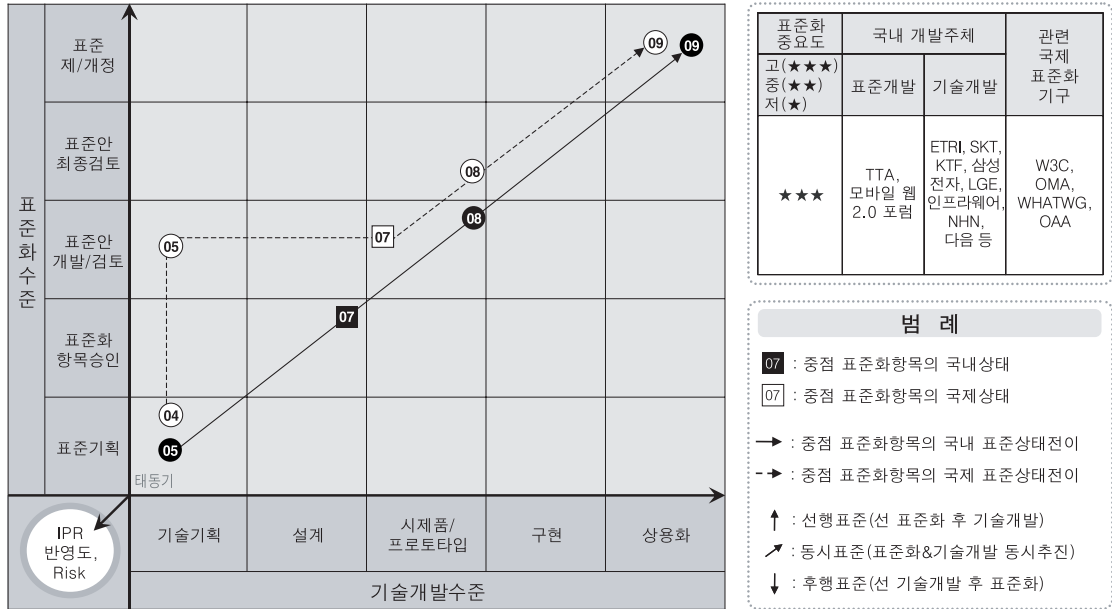 표준
제/개정
표준안
최종검토
표준안
개발/검토
표준화
항목승인
표준기획
표준화수준
09
09
08
08
07
05
07
04
05
태동기
IPR
반영도,
Risk
기술기획
설계
시제품/
프로토타입
구현
상용화
기술개발수준
표준화
중요도
국내 개발주체
관련
국제
표준화
기구
고(★★★)
중(★★)
저(★)
표준개발
기술개발
★★★
TTA,
모바일 웹
2.0 포럼
ETRI, SKT,
KTF, 삼성
전자, LGE,
인프라웨어,
NHN,
다음 등
W3C,
OMA,
WHATWG,
OAA
범 례
07 : 중점 표준화항목의 국내상태
07 : 중점 표준화항목의 국제상태
→ : 중점 표준화항목의 국내 표준상태전이
⇢ : 중점 표준화항목의 국제 표준상태전이
↑ : 선행표준(선 표준화 후 기술개발)
↗ : 동시표준(표준화&기술개발 동시추진)
↓ : 후행표준(선 기술개발 후 표준화)